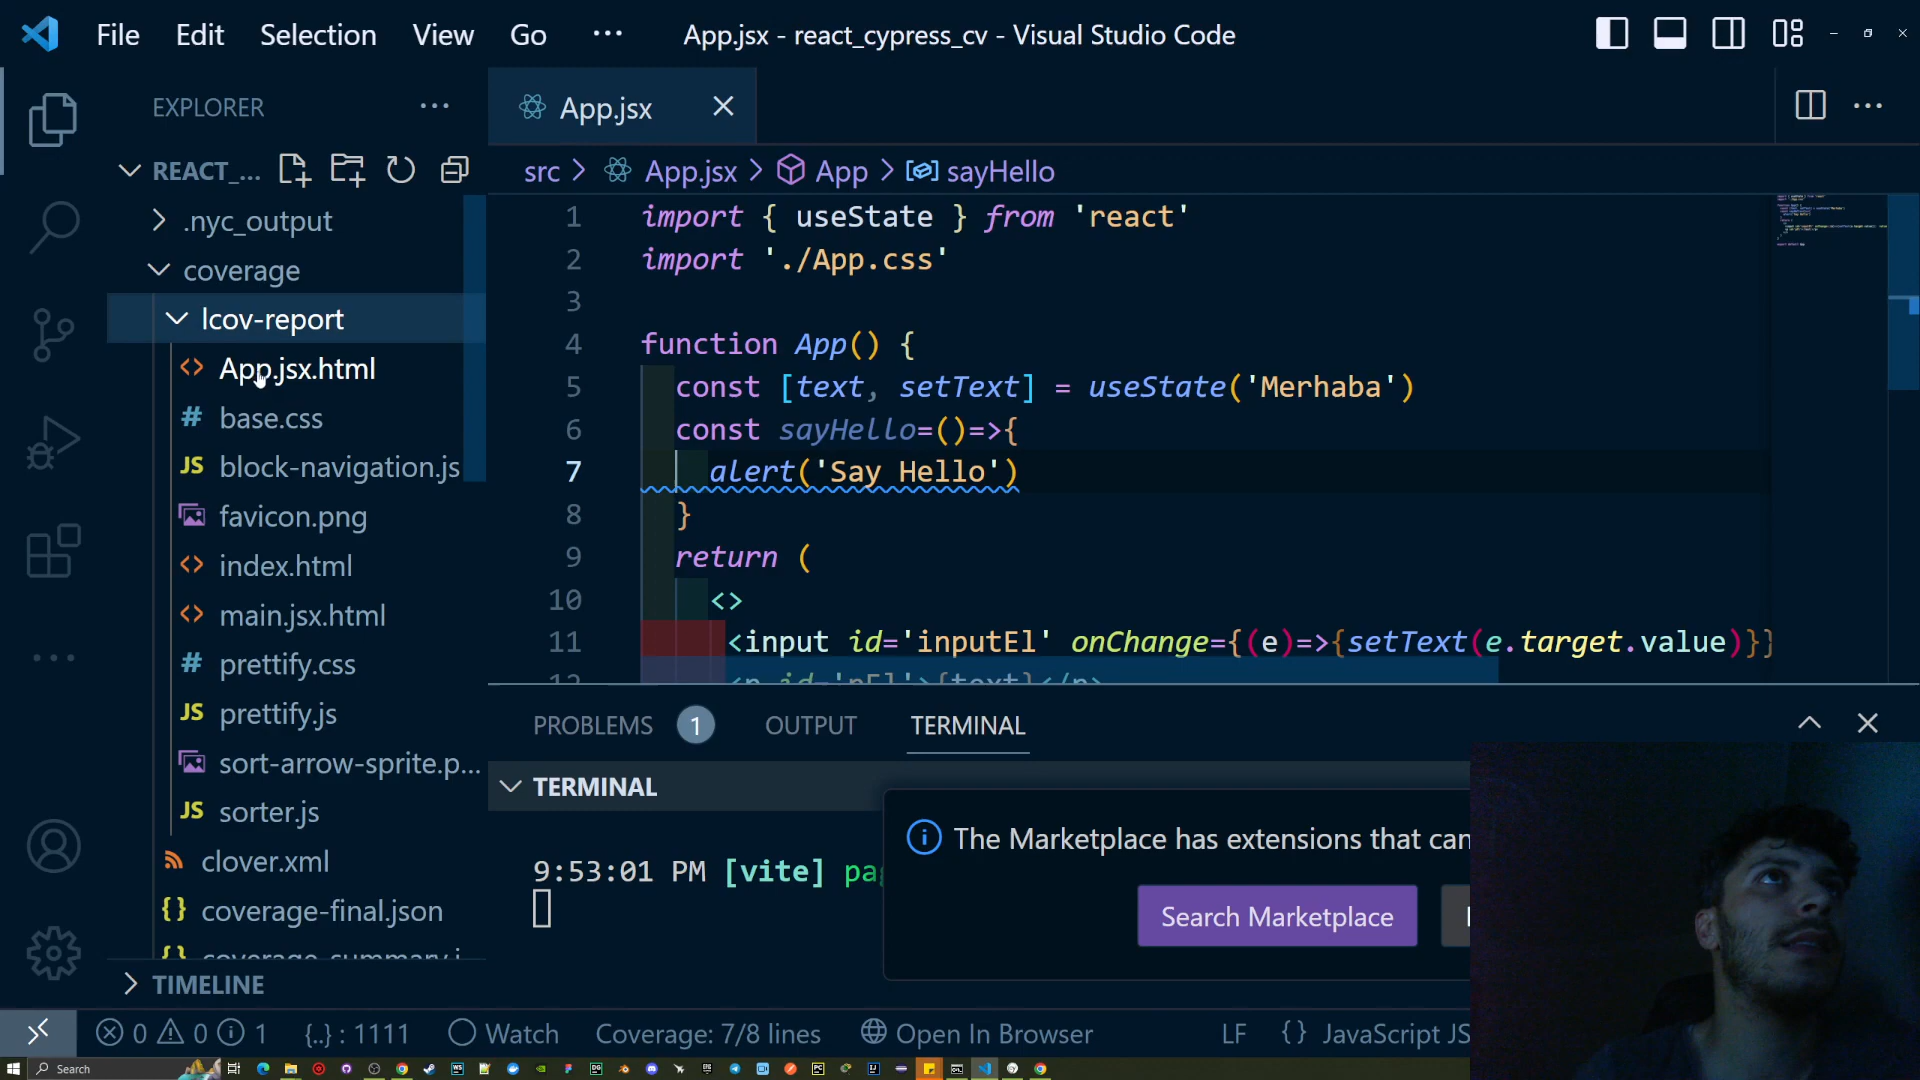 File Edit Selection View Go ··· App.jsx - react_cypress_cv - Visual Studio Code
EXPLORER ···
REACT_...
.nyc_output
coverage
lcov-report
App.jsx.html
base.css
block-navigation.js
favicon.png
index.html
main.jsx.html
prettify.css
prettify.js
sort-arrow-sprite.p...
sorter.js
clover.xml
coverage-final.json
TIMELINE
App.jsx
src > App.jsx > App > sayHello
1 import { useState } from 'react'
2 import './App.css'
3
4 function App() {
5 const [text, setText] = useState('Merhaba')
6 const sayHello=()=>{
7 alert('Say Hello')
8 }
9 return (
10 <>
11 <input id='inputEl' onChange={(e)=>{setText(e.target.value)}}
12 <p id='pEl'>{text}</p>
PROBLEMS 1 OUTPUT TERMINAL
TERMINAL
9:53:01 PM [vite]
The Marketplace has extensions that can
Search Marketplace
0 0 1 {..} : 1111 Watch Coverage: 7/8 lines Open In Browser LF {} JavaScript JS
Search